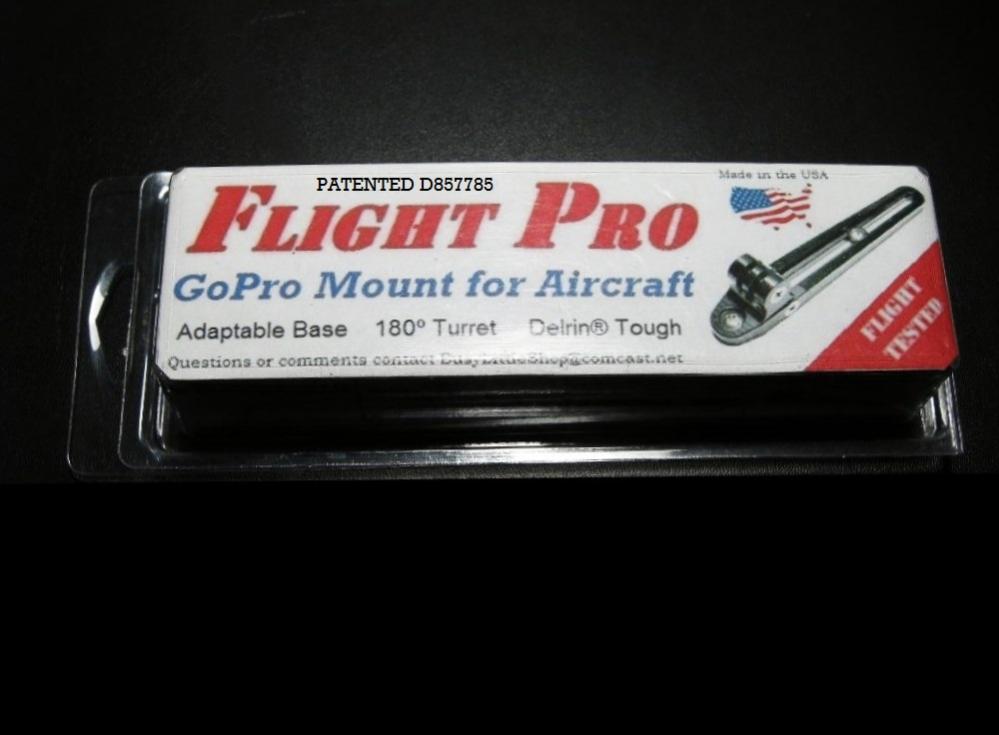 PATENTED D857785
Made in the USA
FLIGHT PRO
GoPro Mount for Aircraft
Adaptable Base 180º Turret Delrin® Tough
Questions or comments contact BusyLittleShop@comcast.net
FLIGHT
TESTED